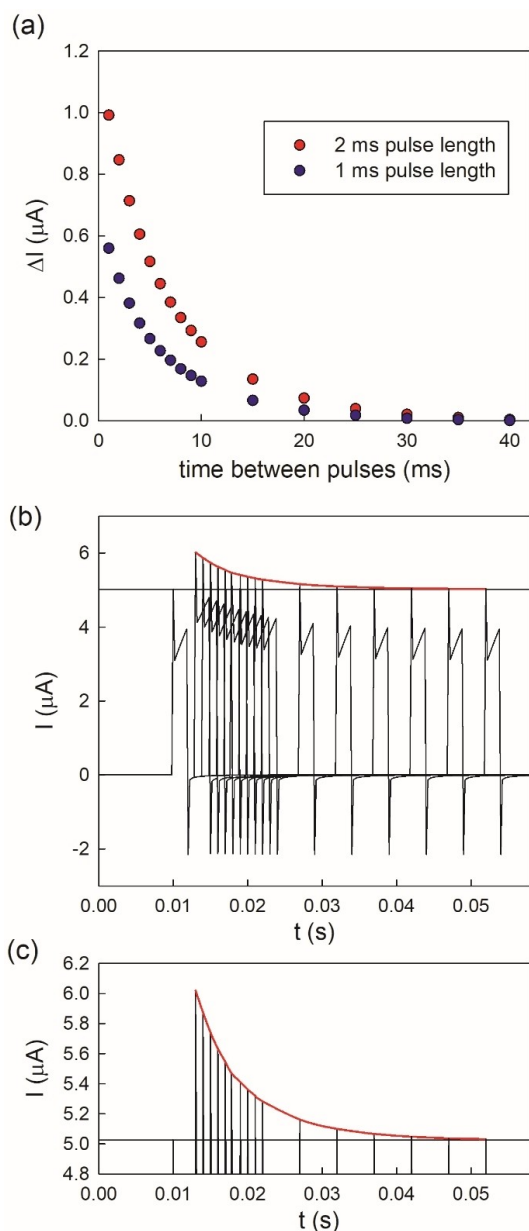 (a)
1.2
1.0
0.8
0.6
0.4
0.2
0.0
ΔI (μA)
2 ms pulse length
1 ms pulse length
0 10 20 30 40
time between pulses (ms)
(b)
6
4
2
0
-2
I (μA)
0.00 0.01 0.02 0.03 0.04 0.05
t (s)
(c)
6.2
6.0
5.8
5.6
5.4
5.2
5.0
4.8
I (μA)
0.00 0.01 0.02 0.03 0.04 0.05
t (s)